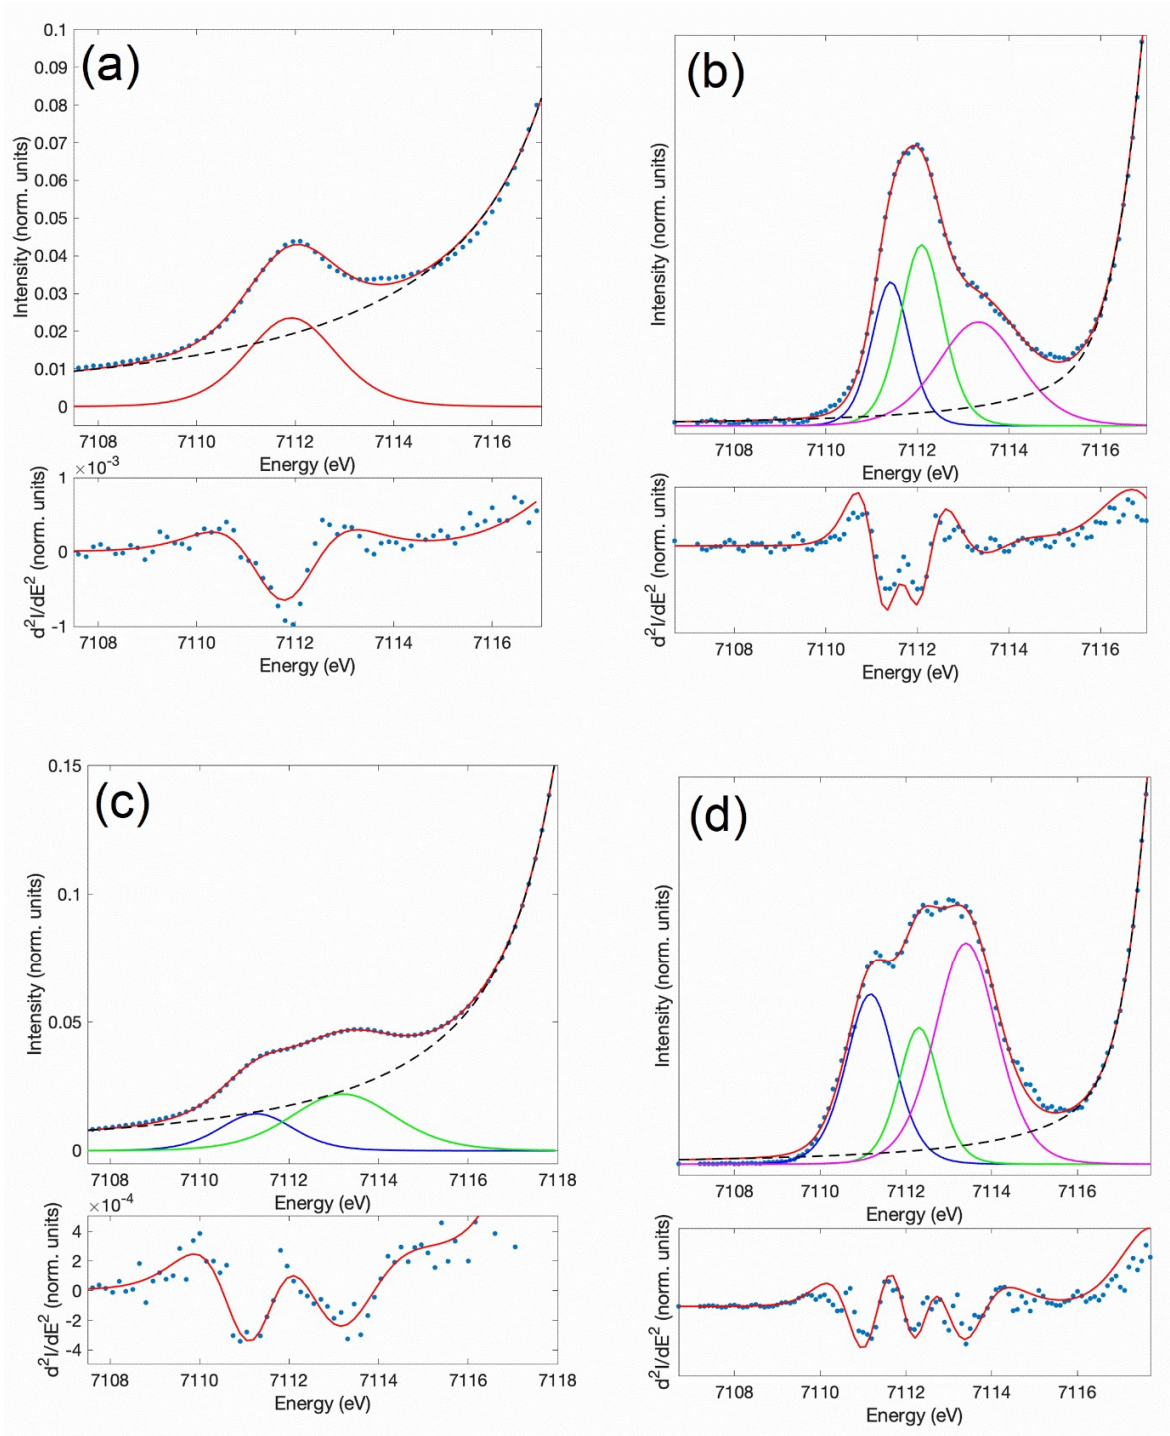 (a)
0.1
0.09
0.08
0.07
0.06
0.05
0.04
0.03
0.02
0.01
0
Intensity (norm. units)
7108 7110 7112 7114 7116
Energy (eV)
×10⁻³
1
0
-1
d²I/dE² (norm. units)
7108 7110 7112 7114 7116
Energy (eV)
(b)
Intensity (norm. units)
7108 7110 7112 7114 7116
Energy (eV)
d²I/dE² (norm. units)
7108 7110 7112 7114 7116
Energy (eV)
(c)
0.15
0.1
0.05
0
Intensity (norm. units)
7108 7110 7112 7114 7116 7118
Energy (eV)
×10⁻⁴
4
2
0
-2
-4
d²I/dE² (norm. units)
7108 7110 7112 7114 7116 7118
Energy (eV)
(d)
Intensity (norm. units)
7108 7110 7112 7114 7116
Energy (eV)
d²I/dE² (norm. units)
7108 7110 7112 7114 7116
Energy (eV)